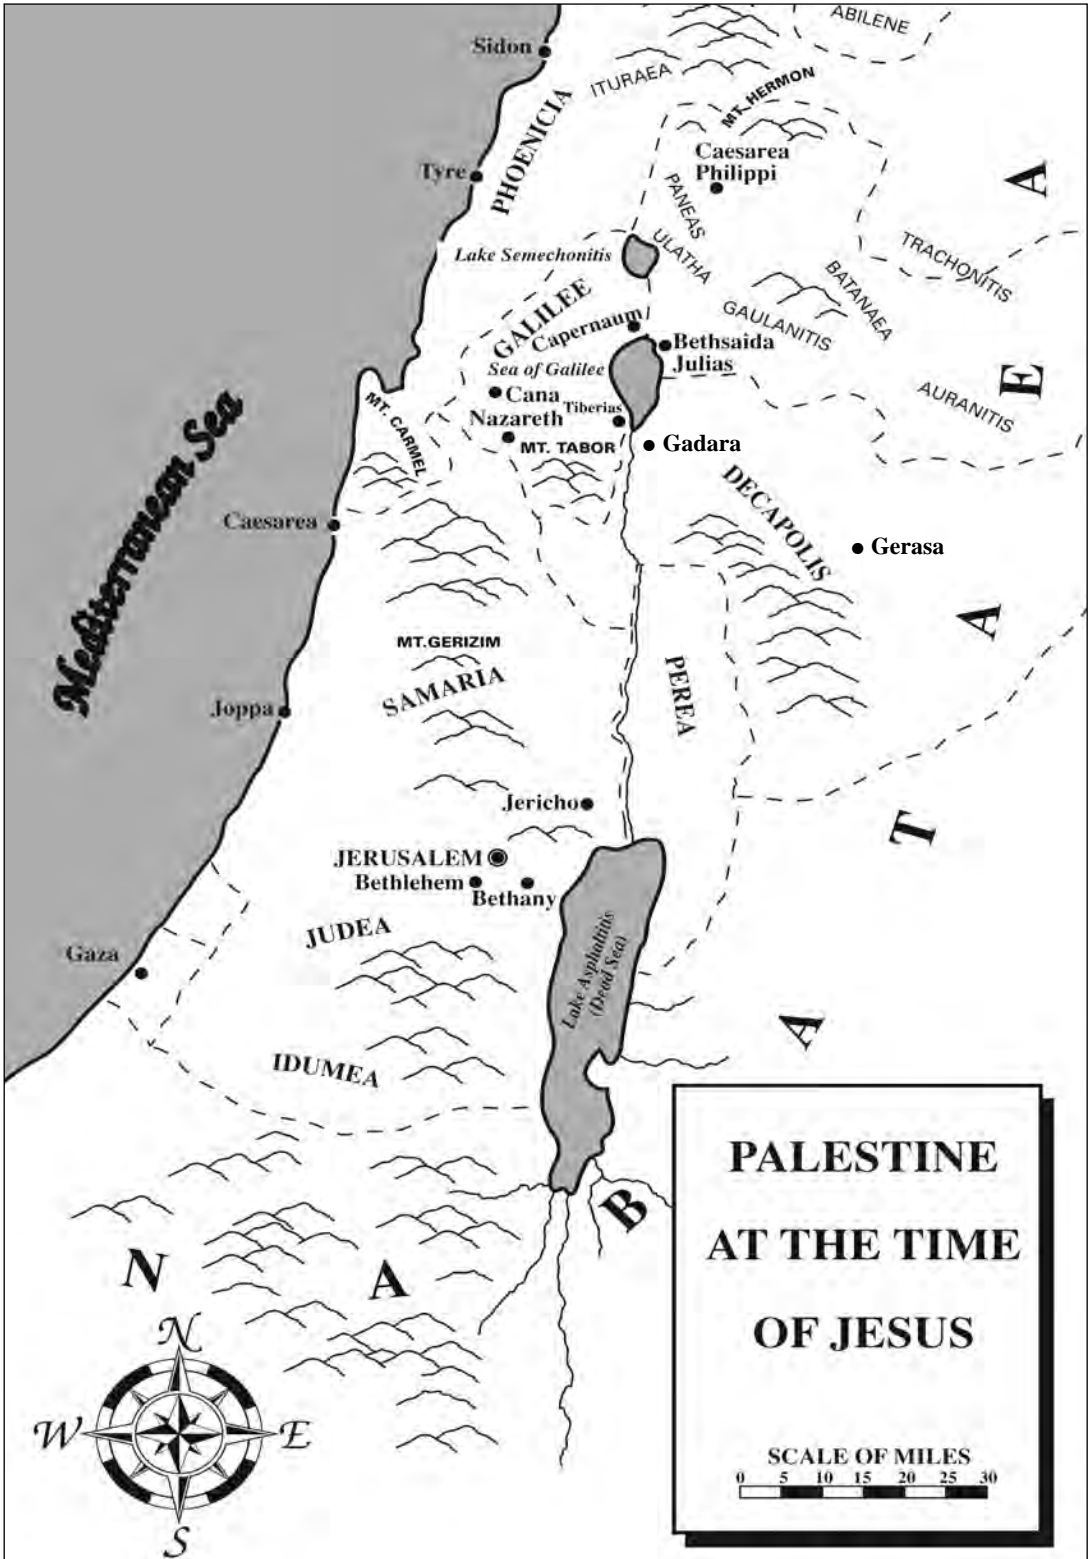 ABILENE
Sidon
ITURAEA
MT. HERMON
PHOENICIA
Caesarea
Philippi
Tyre
PANEAS
A
Lake Semechonitis
ULATHA
TRACHONITIS
BATANAEA
GALILEE
Capernaum
GAULANITIS
Bethsaida
Julias
Sea of Galilee
E
Cana
MT. CARMEL
Tiberias
AURANITIS
Nazareth
MT. TABOR
Gadara
Mediterranean Sea
DECAPOLIS
Caesarea
Gerasa
A
MT.GERIZIM
SAMARIA
PEREA
Joppa
Jericho
T
JERUSALEM
Bethlehem
Bethany
JUDEA
Gaza
Lake Asphaltitis
(Dead Sea)
A
IDUMEA
B
N
A
PALESTINE
AT THE TIME
OF JESUS
N
W
E
S
SCALE OF MILES
0 5 10 15 20 25 30